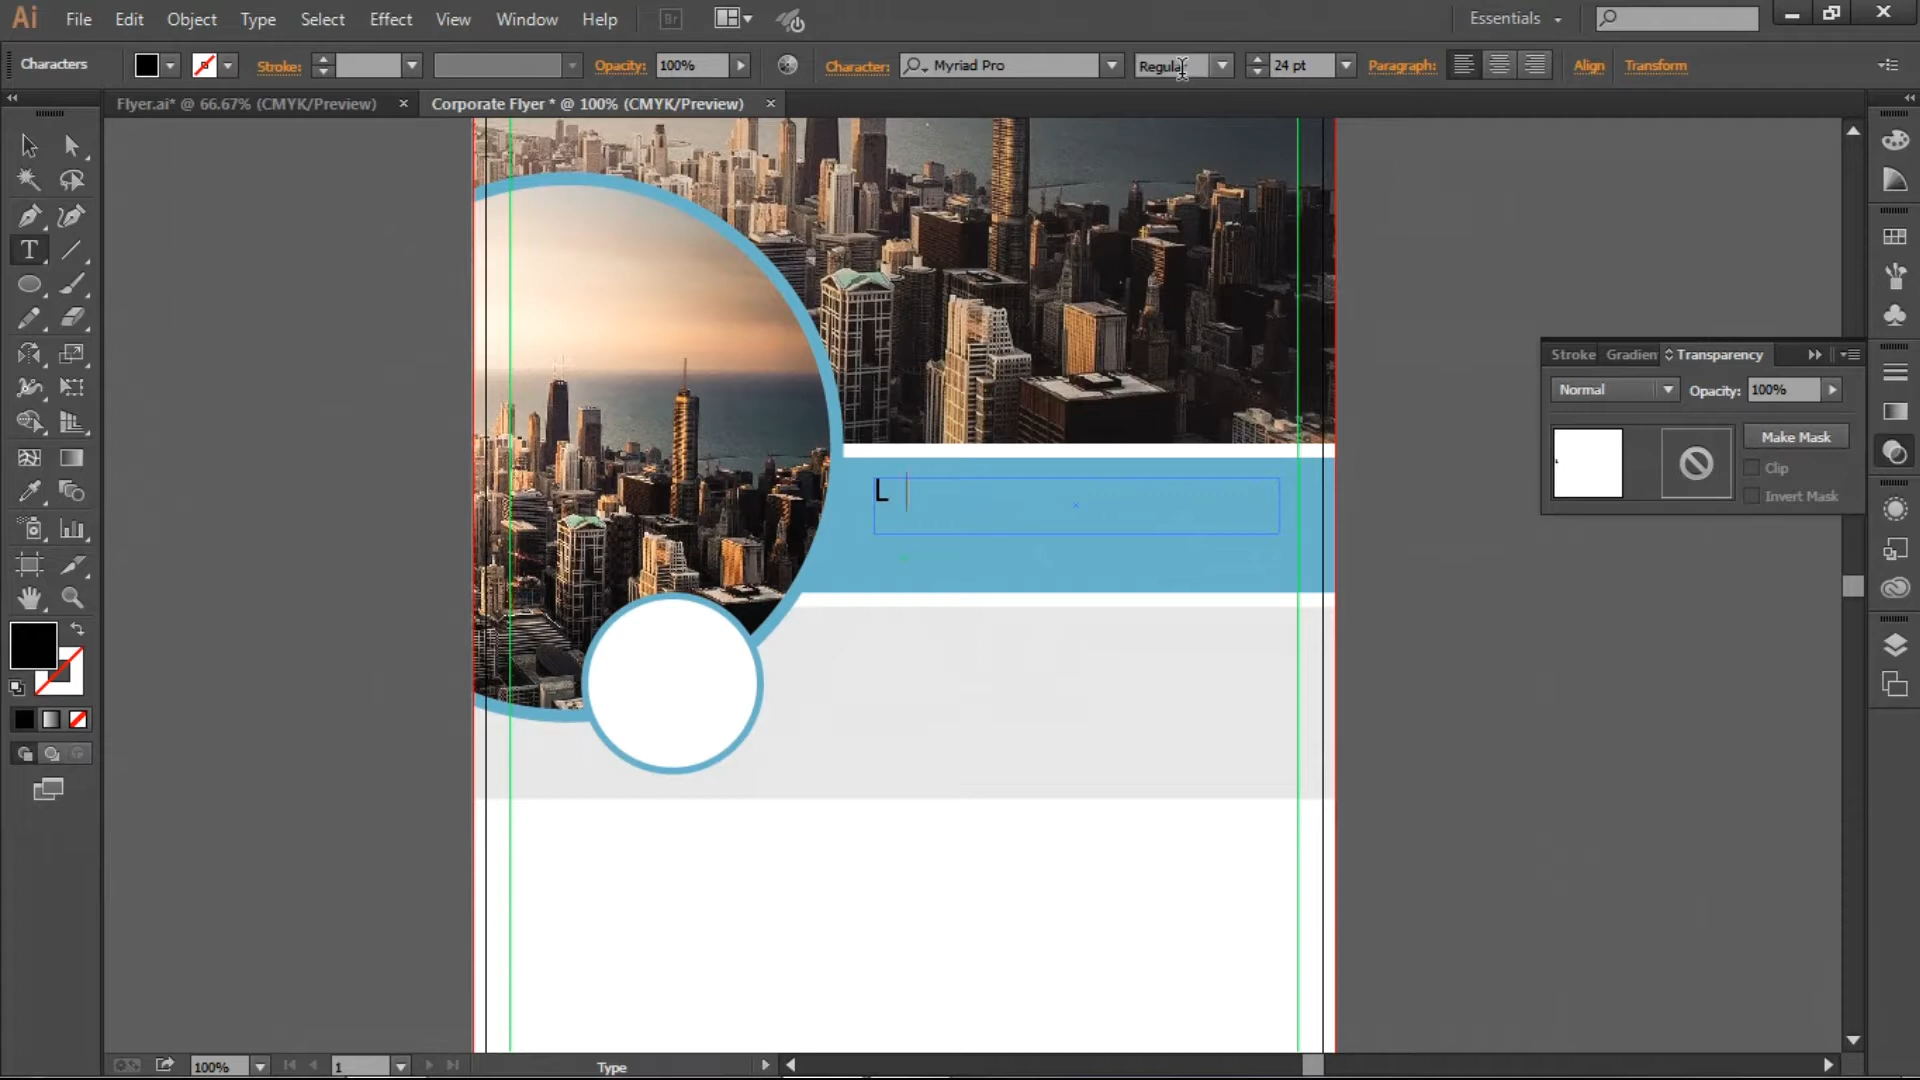 Ai File Edit Object Type Select Effect View Window Help Br Essentials
Characters Stroke: Opacity: 100% Character: Myriad Pro Regular 24 pt Paragraph: Align Transform
Flyer.ai* @ 66.67% (CMYK/Preview) × Corporate Flyer * @ 100% (CMYK/Preview) ×
Stroke Gradien Transparency
Normal Opacity: 100%
Make Mask
Clip
Invert Mask
L
T
100% 1 Type